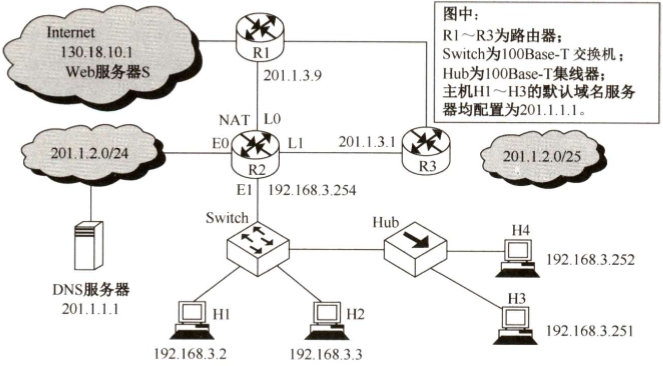 Internet
130.18.10.1
Web服务器S
R1
201.1.3.9
图中:
R1～R3为路由器;
Switch为100Base-T 交换机;
Hub为100Base-T集线器;
主机H1～H3的默认域名服务
器均配置为201.1.1.1。
NAT L0
201.1.2.0/24
E0
L1
201.1.3.1
R2
R3
201.1.2.0/25
E1
192.168.3.254
Switch
Hub
H4
192.168.3.252
DNS服务器
201.1.1.1
H1
H2
H3
192.168.3.251
192.168.3.2
192.168.3.3